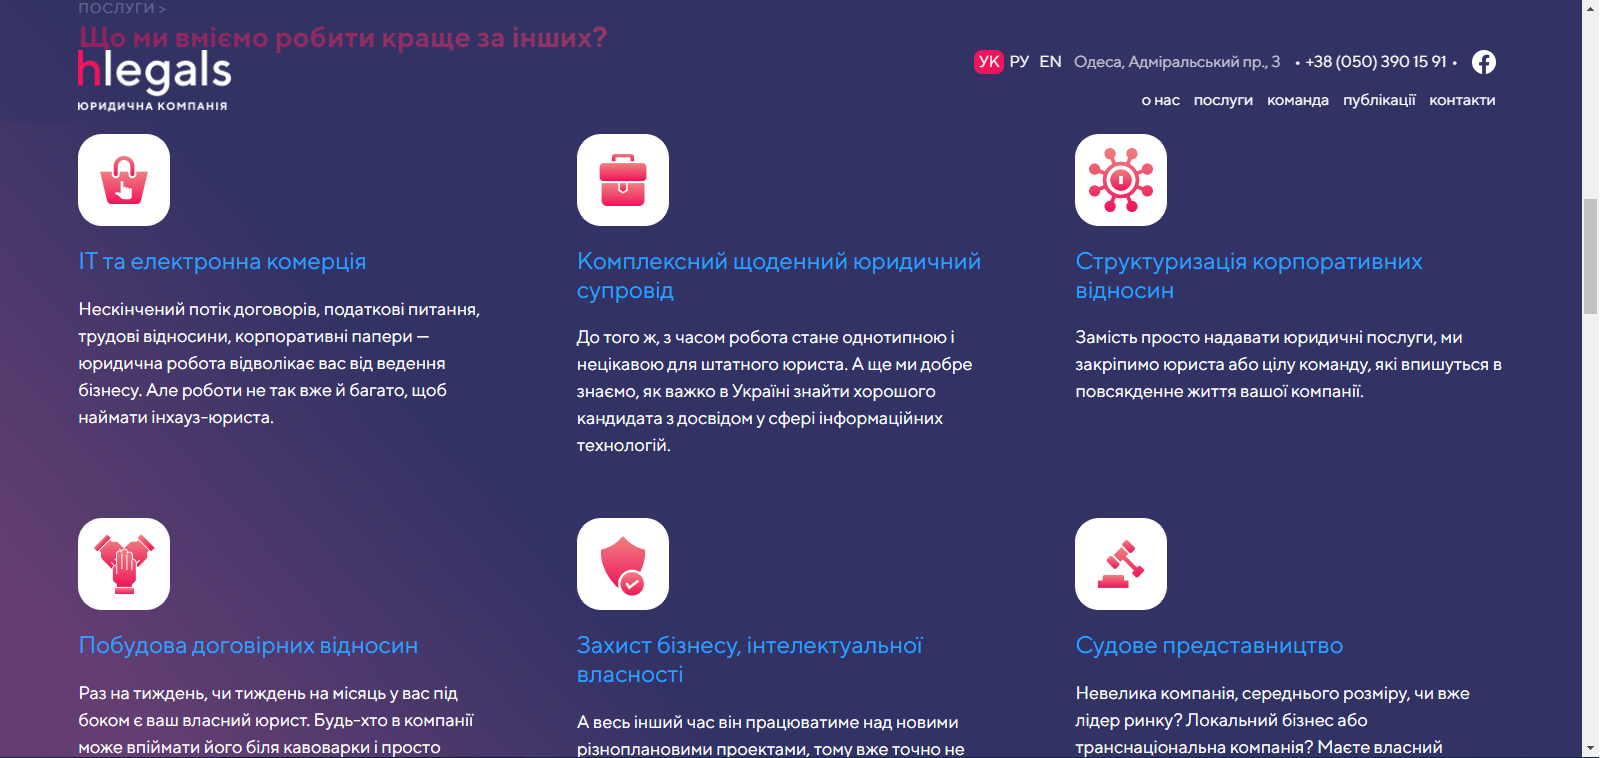 ПОСЛУГИ >
Що ми вміємо робити краще за інших?
hlegals
ЮРИДИЧНА КОМПАНІЯ
УК РУ EN Одеса, Адміральський пр., 3 • +38 (050) 390 15 91 •
о нас послуги команда публікації контакти
ІТ та електронна комерція
Нескінчений потік договорів, податкові питання,
трудові відносини, корпоративні папери —
юридична робота відволікає вас від ведення
бізнесу. Але роботи не так вже й багато, щоб
наймати інхауз-юриста.
Комплексний щоденний юридичний
супровід
До того ж, з часом робота стане однотипною і
нецікавою для штатного юриста. А ще ми добре
знаємо, як важко в Україні знайти хорошого
кандидата з досвідом у сфері інформаційних
технологій.
Структуризація корпоративних
відносин
Замість просто надавати юридичні послуги, ми
закріпимо юриста або цілу команду, які впишуться в
повсякденне життя вашої компанії.
Побудова договірних відносин
Раз на тиждень, чи тиждень на місяць у вас під
боком є ваш власний юрист. Будь-хто в компанії
може впіймати його біля кавоварки і просто
Захист бізнесу, інтелектуальної
власності
А весь інший час він працюватиме над новими
різноплановими проектами, тому вже точно не
Судове представництво
Невелика компанія, середнього розміру, чи вже
лідер ринку? Локальний бізнес або
транснаціональна компанія? Маєте власний